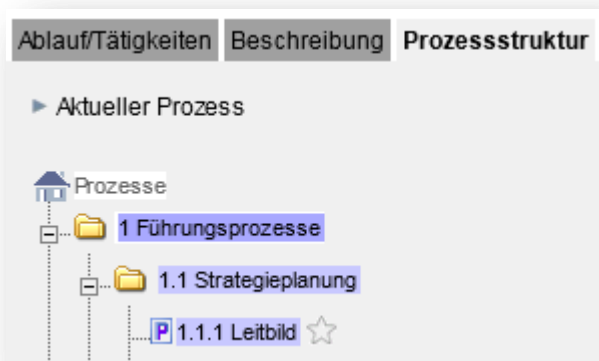 Ablauf/Tätigkeiten Beschreibung Prozessstruktur
Aktueller Prozess
Prozesse
1 Führungsprozesse
1.1 Strategieplanung
P 1.1.1 Leitbild